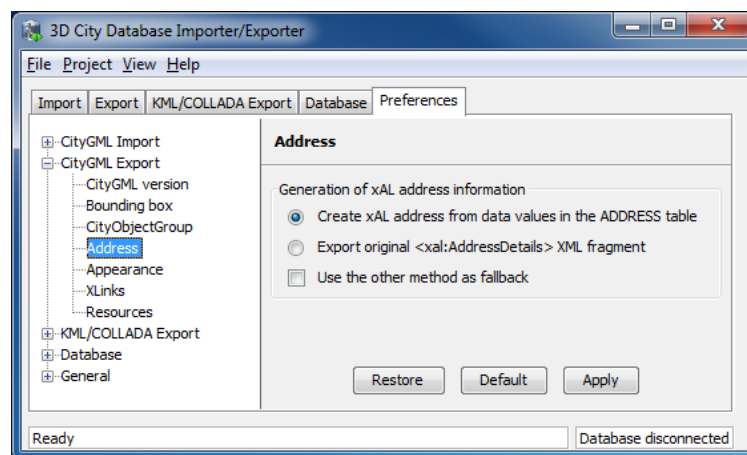 3D City Database Importer/Exporter
File Project View Help
Import Export KML/COLLADA Export Database Preferences
CityGML Import
CityGML Export
CityGML version
Bounding box
CityObjectGroup
Address
Appearance
XLinks
Resources
KML/COLLADA Export
Database
General
Address
Generation of xAL address information
Create xAL address from data values in the ADDRESS table
Export original <xal:AddressDetails> XML fragment
Use the other method as fallback
Restore Default Apply
Ready Database disconnected